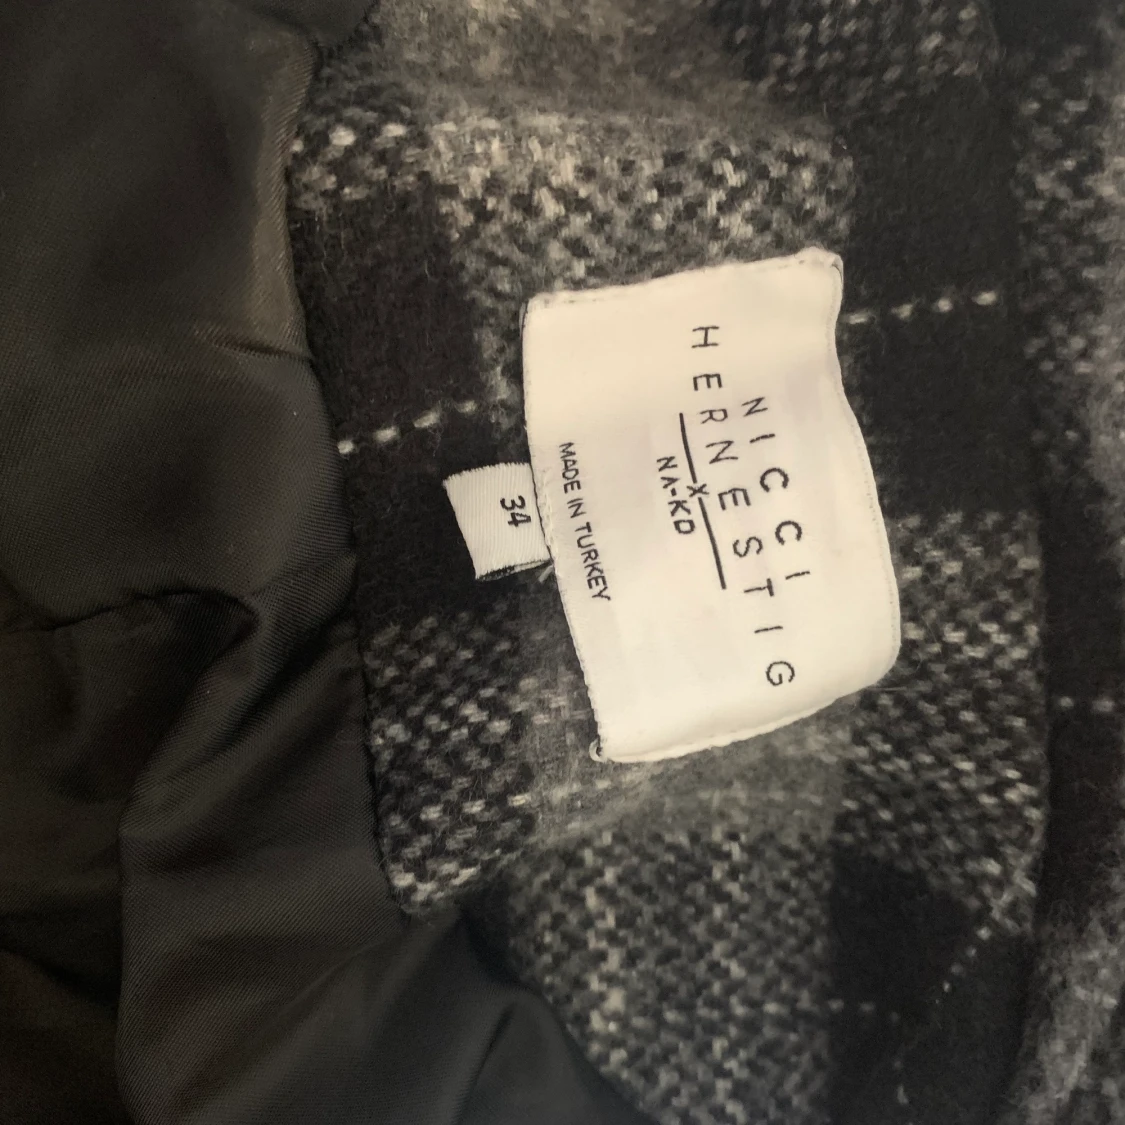 NICCI
HERNESTIG
X
NA-KD
MADE IN TURKEY
34